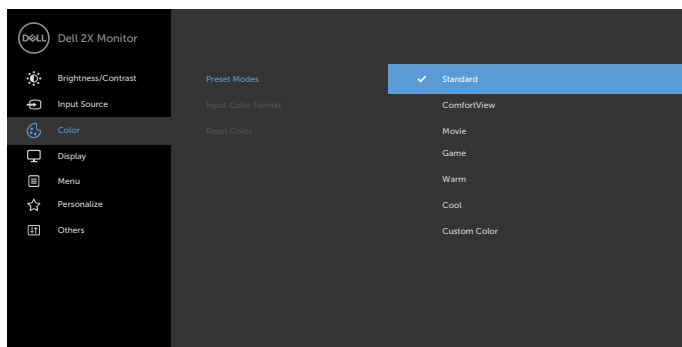 DELL Dell 2X Monitor
Brightness/Contrast Preset Modes Standard
Input Source Input Color Format ComfortView
Color Reset Color Movie
Display Game
Menu Warm
Personalize Cool
Others Custom Color